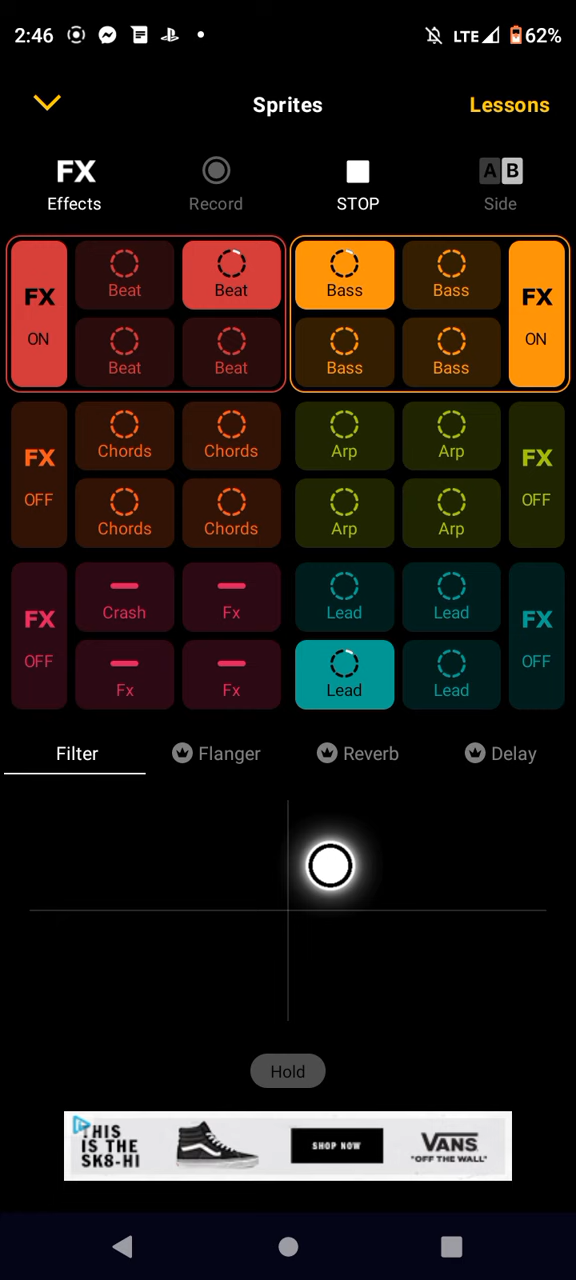 2:46 LTE 62%
Sprites Lessons
FX A B
Effects Record STOP Side
FX Beat Beat Bass Bass FX
ON Beat Beat Bass Bass ON
FX Chords Chords Arp Arp FX
OFF Chords Chords Arp Arp OFF
FX Crash Fx Lead Lead FX
OFF Fx Fx Lead Lead OFF
Filter Flanger Reverb Delay
Hold
THIS
IS THE
SK8-HI
SHOP NOW
VANS
"OFF THE WALL"